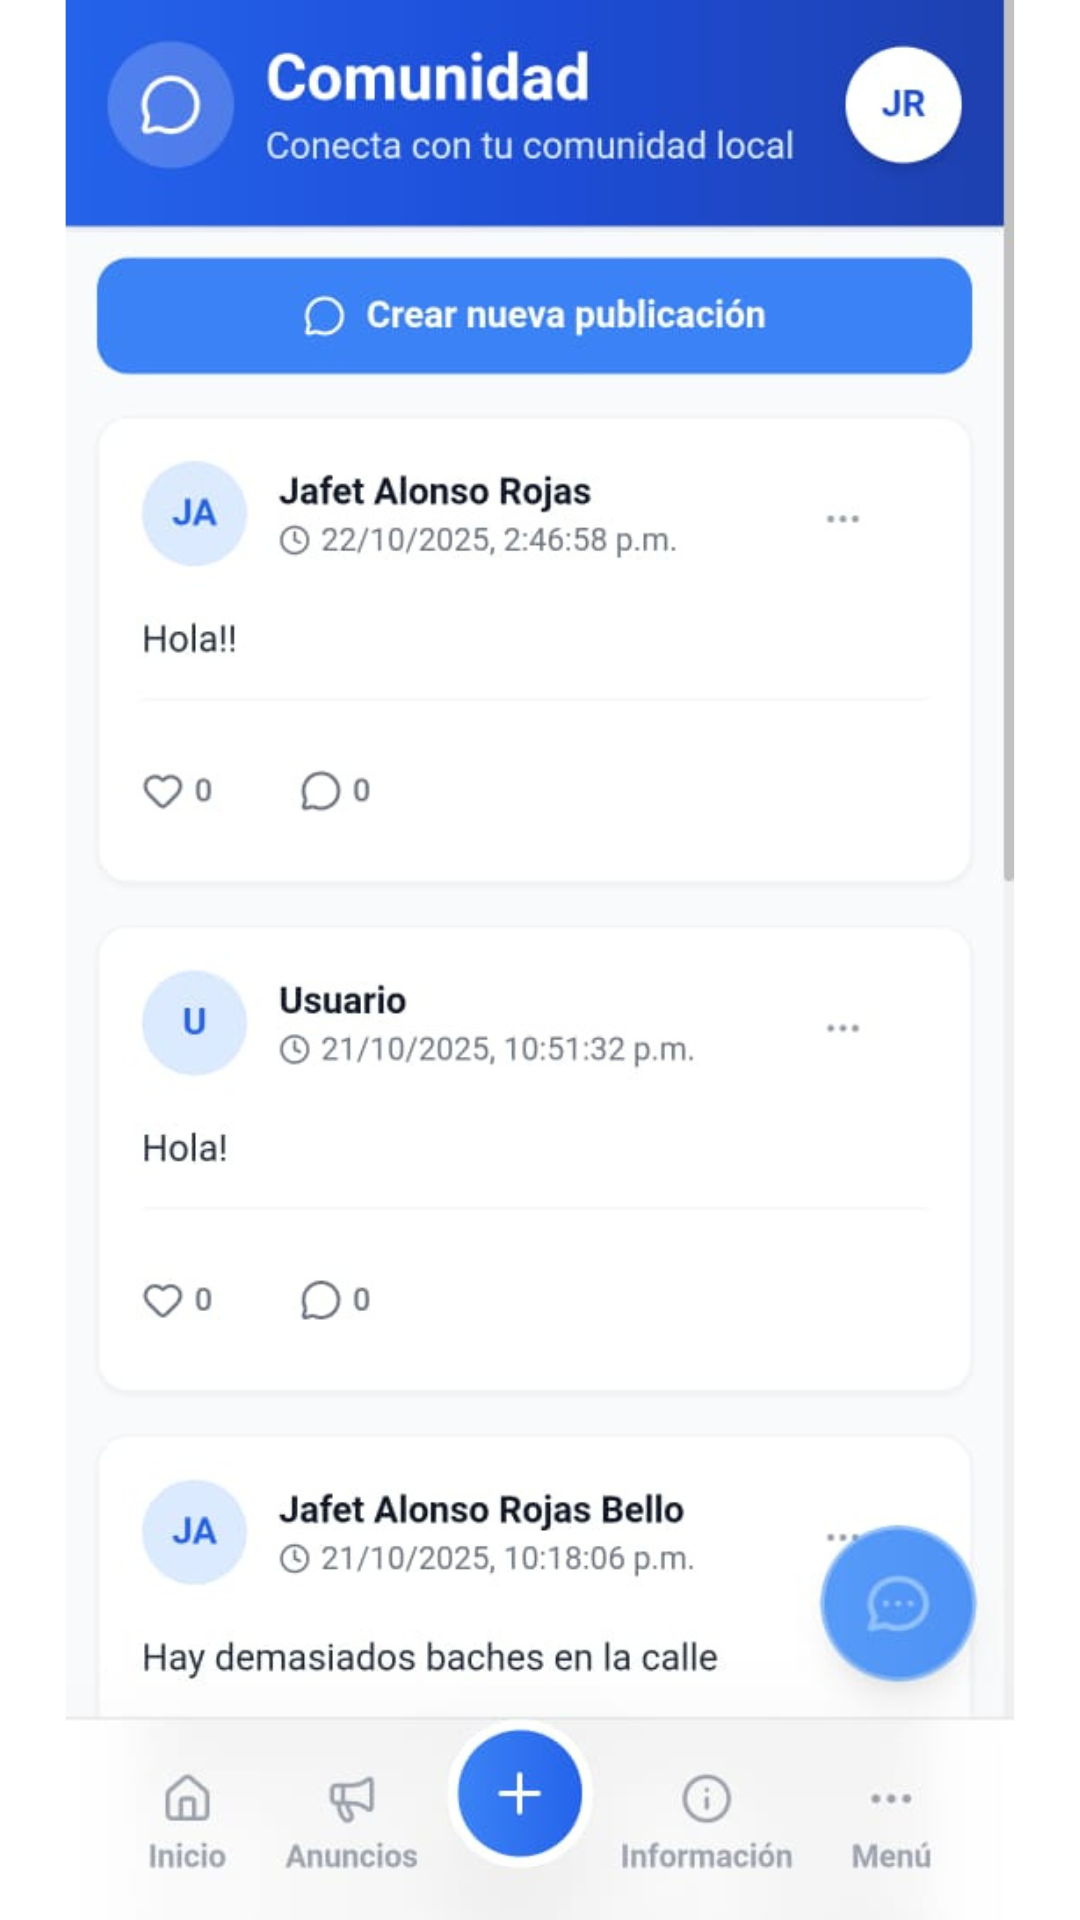 Comunidad
Conecta con tu comunidad local
JR
Crear nueva publicación
JA
Jafet Alonso Rojas
22/10/2025, 2:46:58 p.m.
Hola!!
0
0
U
Usuario
21/10/2025, 10:51:32 p.m.
Hola!
0
0
JA
Jafet Alonso Rojas Bello
21/10/2025, 10:18:06 p.m.
Hay demasiados baches en la calle
Inicio
Anuncios
Información
Menú